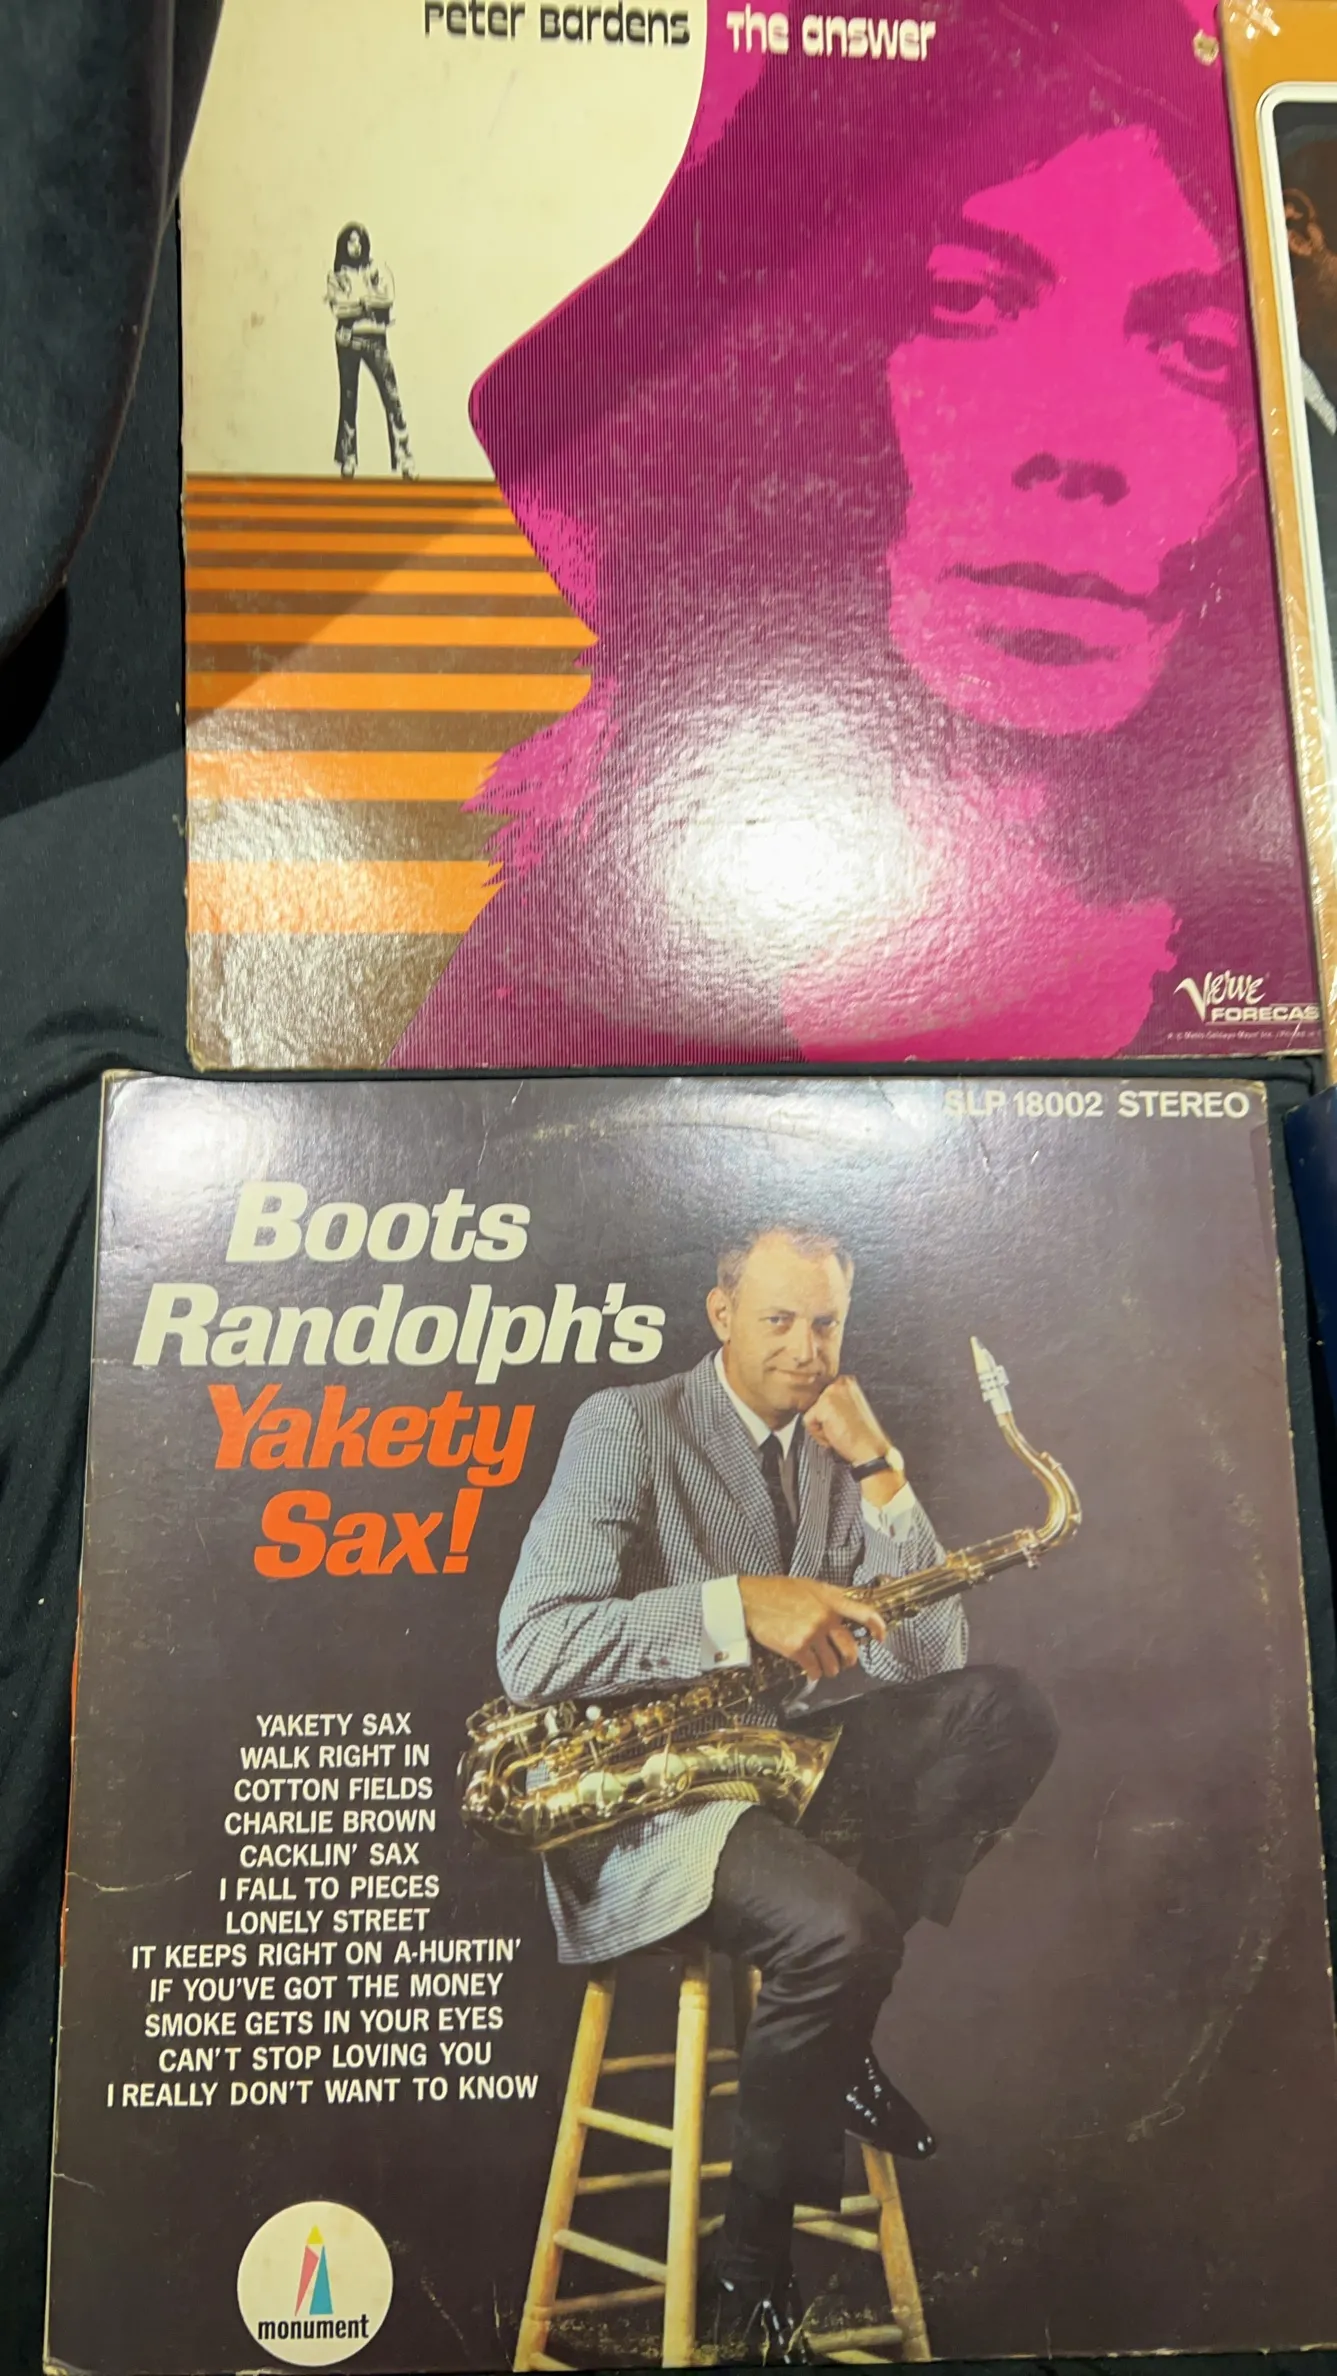 Peter Bardens The answer
Verve
FORECAS
SLP 18002 STEREO
Boots
Randolph's
Yakety
Sax!
YAKETY SAX
WALK RIGHT IN
COTTON FIELDS
CHARLIE BROWN
CACKLIN' SAX
I FALL TO PIECES
LONELY STREET
IT KEEPS RIGHT ON A-HURTIN'
IF YOU'VE GOT THE MONEY
SMOKE GETS IN YOUR EYES
CAN'T STOP LOVING YOU
I REALLY DON'T WANT TO KNOW
monument